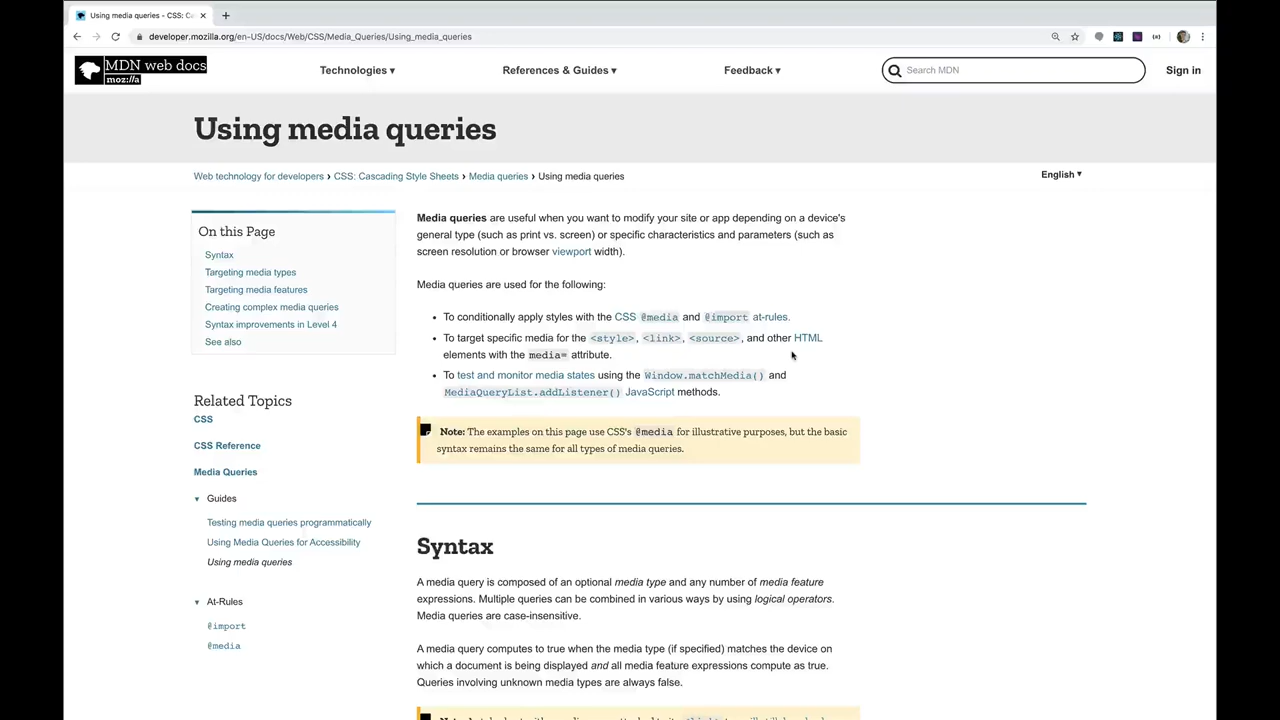 Using media queries - CSS: Ca
developer.mozilla.org/en-US/docs/Web/CSS/Media_Queries/Using_media_queries
MDN web docs
moz://a
Technologies ▾
References & Guides ▾
Feedback ▾
Search MDN
Sign in
Using media queries
Web technology for developers › CSS: Cascading Style Sheets › Media queries › Using media queries
English ▾
On this Page
Syntax
Targeting media types
Targeting media features
Creating complex media queries
Syntax improvements in Level 4
See also
Related Topics
CSS
CSS Reference
Media Queries
Guides
Testing media queries programmatically
Using Media Queries for Accessibility
Using media queries
At-Rules
@import
@media
Media queries are useful when you want to modify your site or app depending on a device's
general type (such as print vs. screen) or specific characteristics and parameters (such as
screen resolution or browser viewport width).
Media queries are used for the following:
• To conditionally apply styles with the CSS @media and @import at-rules.
• To target specific media for the <style>, <link>, <source>, and other HTML
elements with the media= attribute.
• To test and monitor media states using the Window.matchMedia() and
MediaQueryList.addListener() JavaScript methods.
Note: The examples on this page use CSS's @media for illustrative purposes, but the basic
syntax remains the same for all types of media queries.
Syntax
A media query is composed of an optional media type and any number of media feature
expressions. Multiple queries can be combined in various ways by using logical operators.
Media queries are case-insensitive.
A media query computes to true when the media type (if specified) matches the device on
which a document is being displayed and all media feature expressions compute as true.
Queries involving unknown media types are always false.